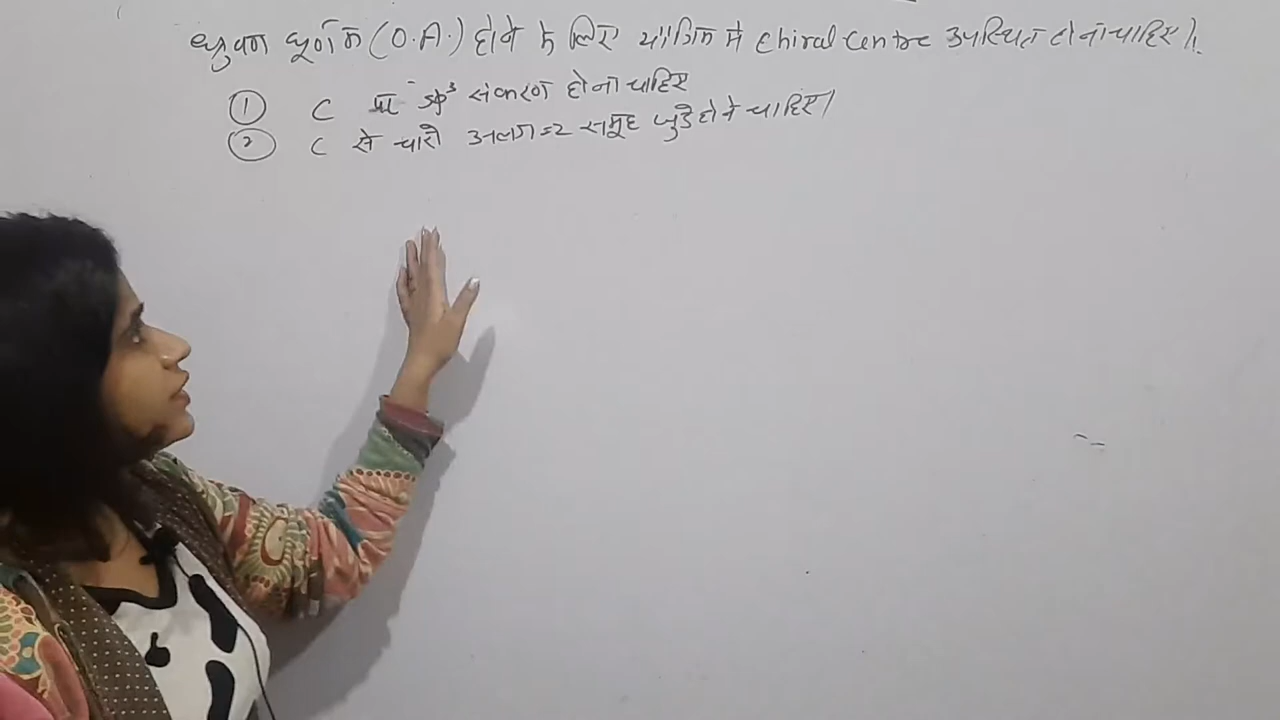 ध्रुवण घूर्णक (O.A.) होने के लिए यौगिक मे chiral centre उपस्थित होना चाहिए।
① C पर sp³ संकरण होना चाहिए
② C से चारो अलग २ समूह जुड़े होने चाहिए।